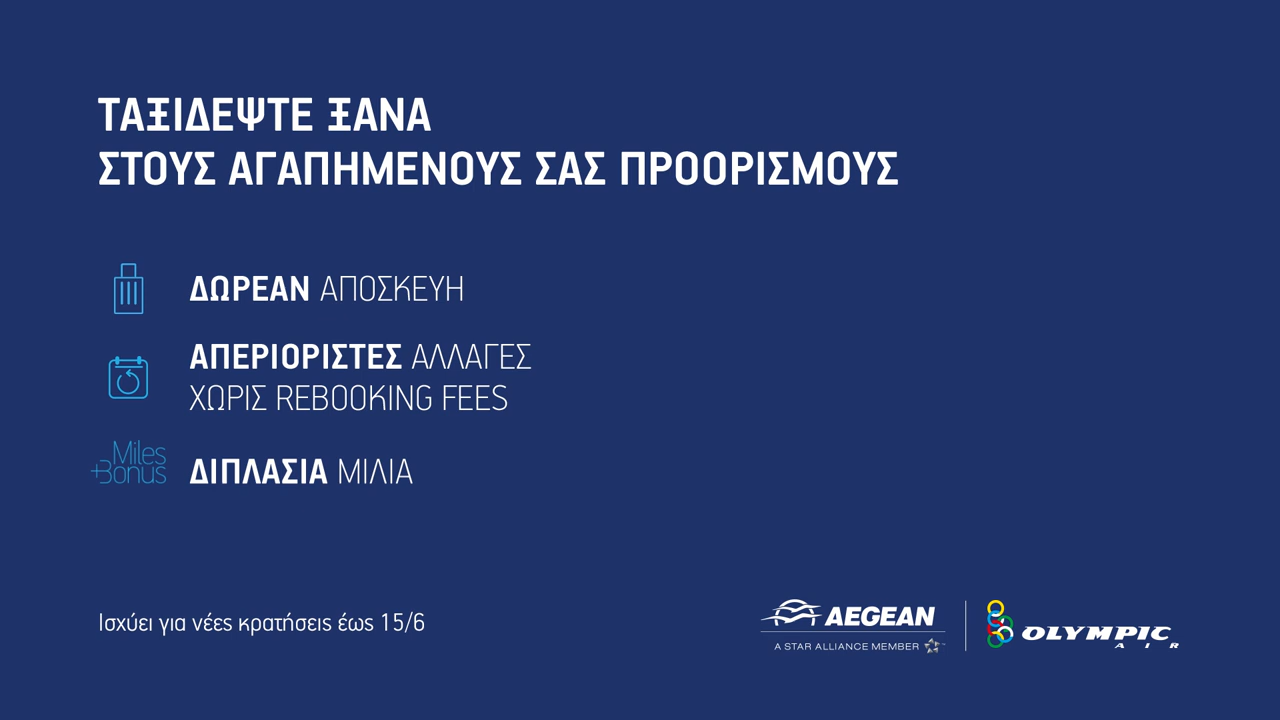 ΤΑΞΙΔΕΨΤΕ ΞΑΝΑ
ΣΤΟΥΣ ΑΓΑΠΗΜΕΝΟΥΣ ΣΑΣ ΠΡΟΟΡΙΣΜΟΥΣ
ΔΩΡΕΑΝ ΑΠΟΣΚΕΥΗ
ΑΠΕΡΙΟΡΙΣΤΕΣ ΑΛΛΑΓΕΣ
ΧΩΡΙΣ REBOOKING FEES
Miles
+Bonus
ΔΙΠΛΑΣΙΑ ΜΙΛΙΑ
Ισχύει για νέες κρατήσεις έως 15/6
AEGEAN
A STAR ALLIANCE MEMBER
OLYMPIC
AIR